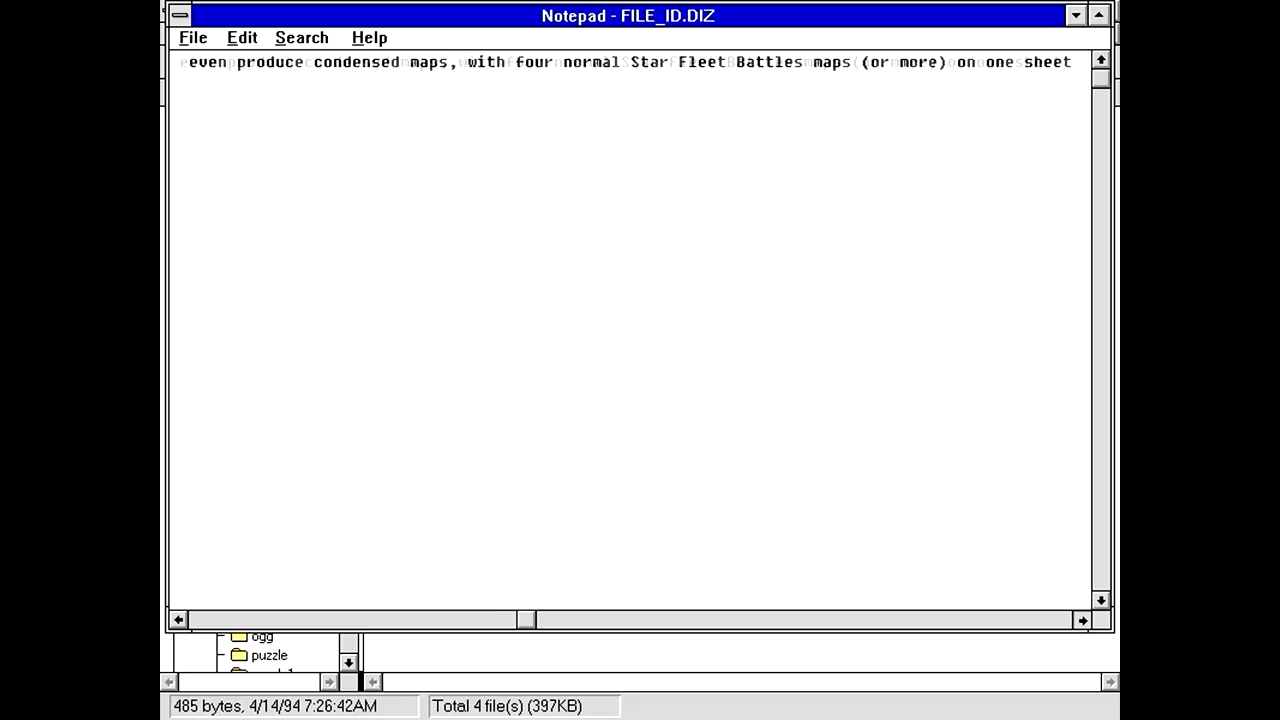 Notepad - FILE_ID.DIZ
File Edit Search Help
even produce condensed maps, with four normal Star Fleet Battles maps (or more) on one sheet
ogg
puzzle
485 bytes, 4/14/94 7:26:42AM
Total 4 file(s) (397KB)